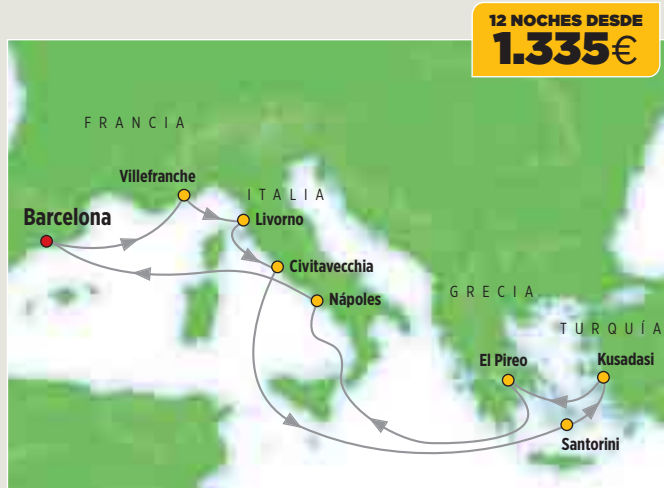 12 NOCHES DESDE
1.335€
FRANCIA
Villefranche
ITALIA
Barcelona
Livorno
Civitavecchia
Nápoles
GRECIA
TURQUÍA
El Pireo
Kusadasi
Santorini